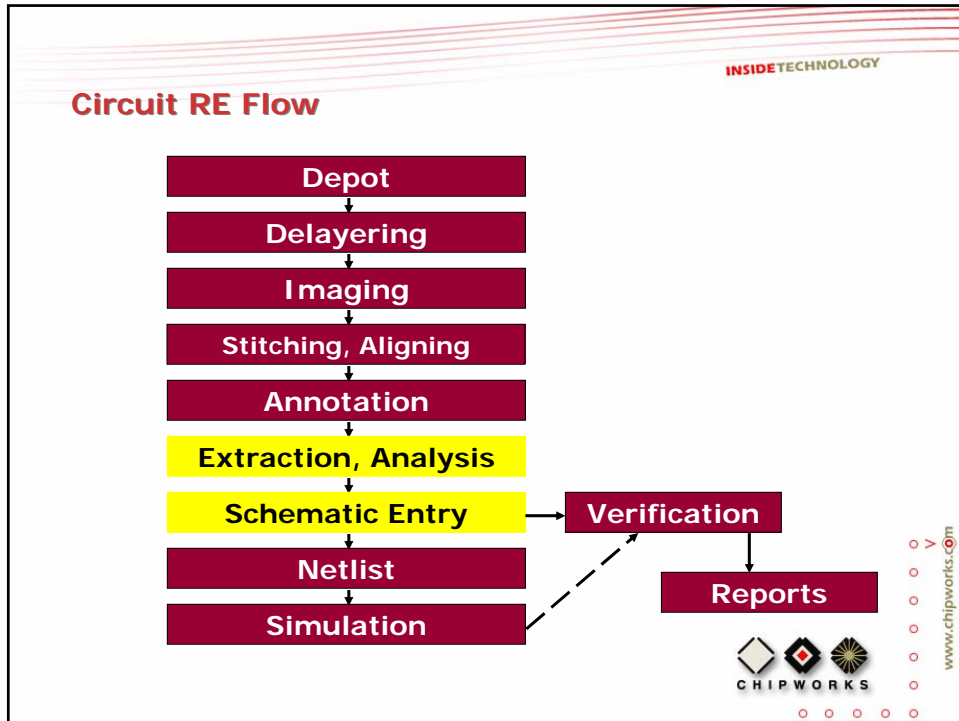 INSIDETECHNOLOGY
Circuit RE Flow
Depot
Delayering
Imaging
Stitching, Aligning
Annotation
Extraction, Analysis
Schematic Entry
Verification
Netlist
Reports
Simulation
CHIPWORKS
www.chipworks.com